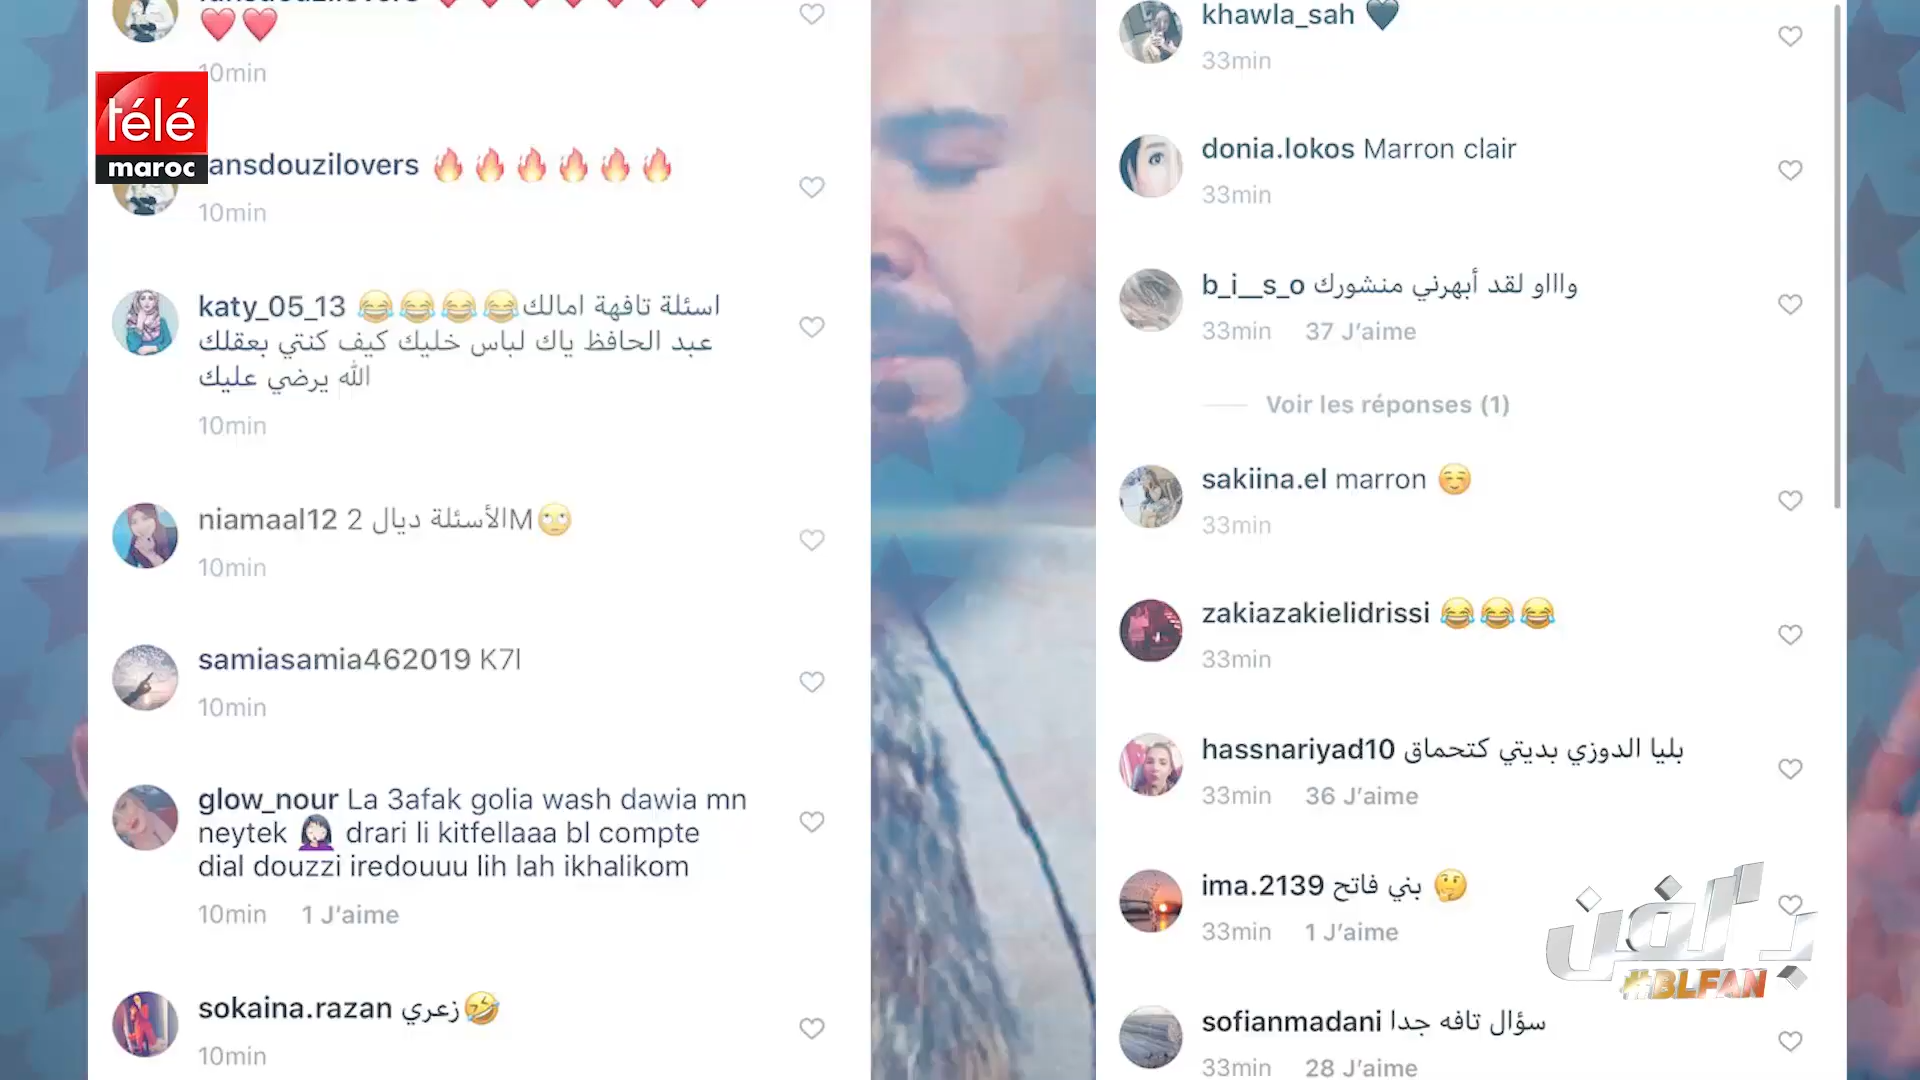 10min
télé
maroc
ansdouzilovers 🔥🔥🔥🔥🔥🔥
10min
katy_05_13 😂😂😂😂اسئلة تافهة امالك
عبد الحافظ ياك لباس خليك كيف كنتي بعقلك
الله يرضي عليك
10min
niamaal12 2 الأسئلة ديالM🙄
10min
samiasamia462019 K7l
10min
glow_nour La 3afak golia wash dawia mn
neytek 🤦🏻‍♀️ drari li kitfellaaa bl compte
dial douzzi iredouuu lih lah ikhalikom
10min 1 J’aime
sokaina.razan زعري🤣
10min
khawla_sah 🖤
33min
donia.lokos Marron clair
33min
b_i__s_o واااو لقد أبهرني منشورك
33min 37 J’aime
Voir les réponses (1)
sakiina.el marron ☺️
33min
zakiazakielidrissi 😂😂😂
33min
hassnariyad10 بليا الدوزي بديتي كتحماق
33min 36 J’aime
ima.2139 بني فاتح 🤔
33min 1 J’aime
بلفن
#BLFAN
sofianmadani سؤال تافه جدا
33min 28 J’aime